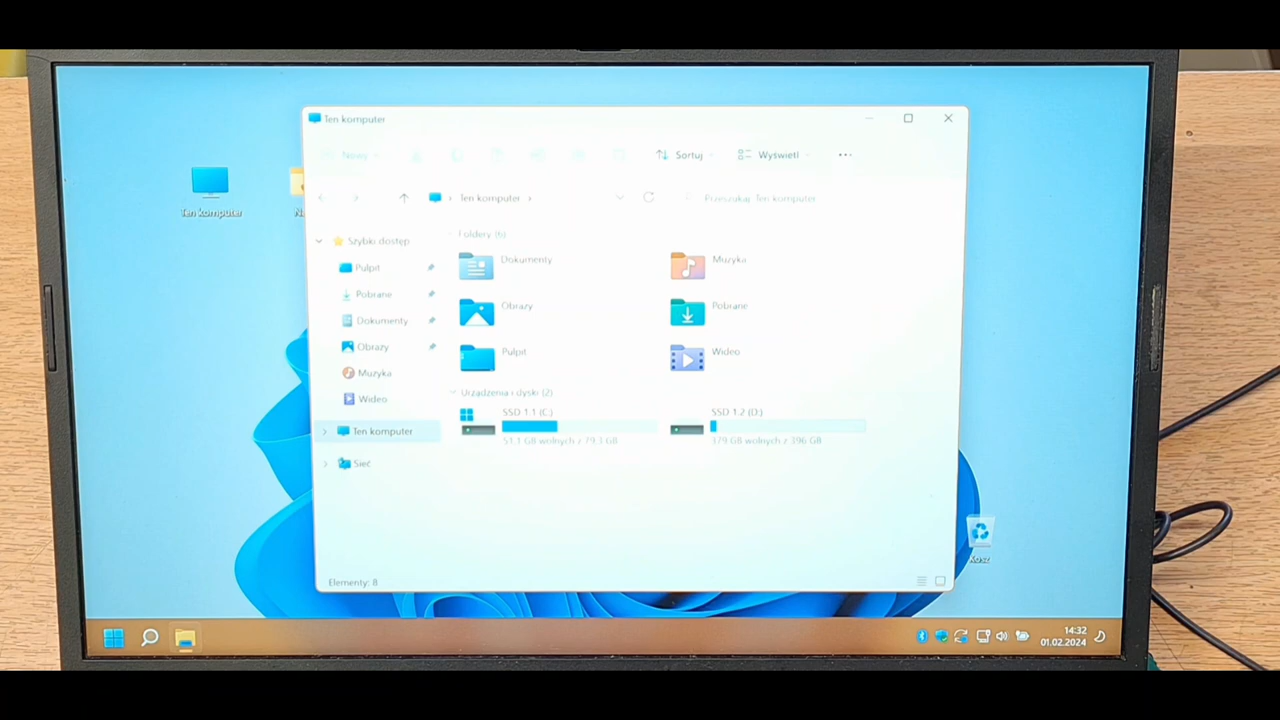 Ten komputer
Nowy
Sortuj
Wyświetl
Ten komputer
Przeszukaj: Ten komputer
Ten komputer
Szybki dostęp
Pulpit
Pobrane
Dokumenty
Obrazy
Muzyka
Wideo
Ten komputer
Sieć
Foldery (6)
Dokumenty
Muzyka
Obrazy
Pobrane
Pulpit
Wideo
Urządzenia i dyski (2)
SSD 1.1 (C:)
51.1 GB wolnych z 79.3 GB
SSD 1.2 (D:)
379 GB wolnych z 396 GB
Elementy: 8
Kosz
14:32
01.02.2024